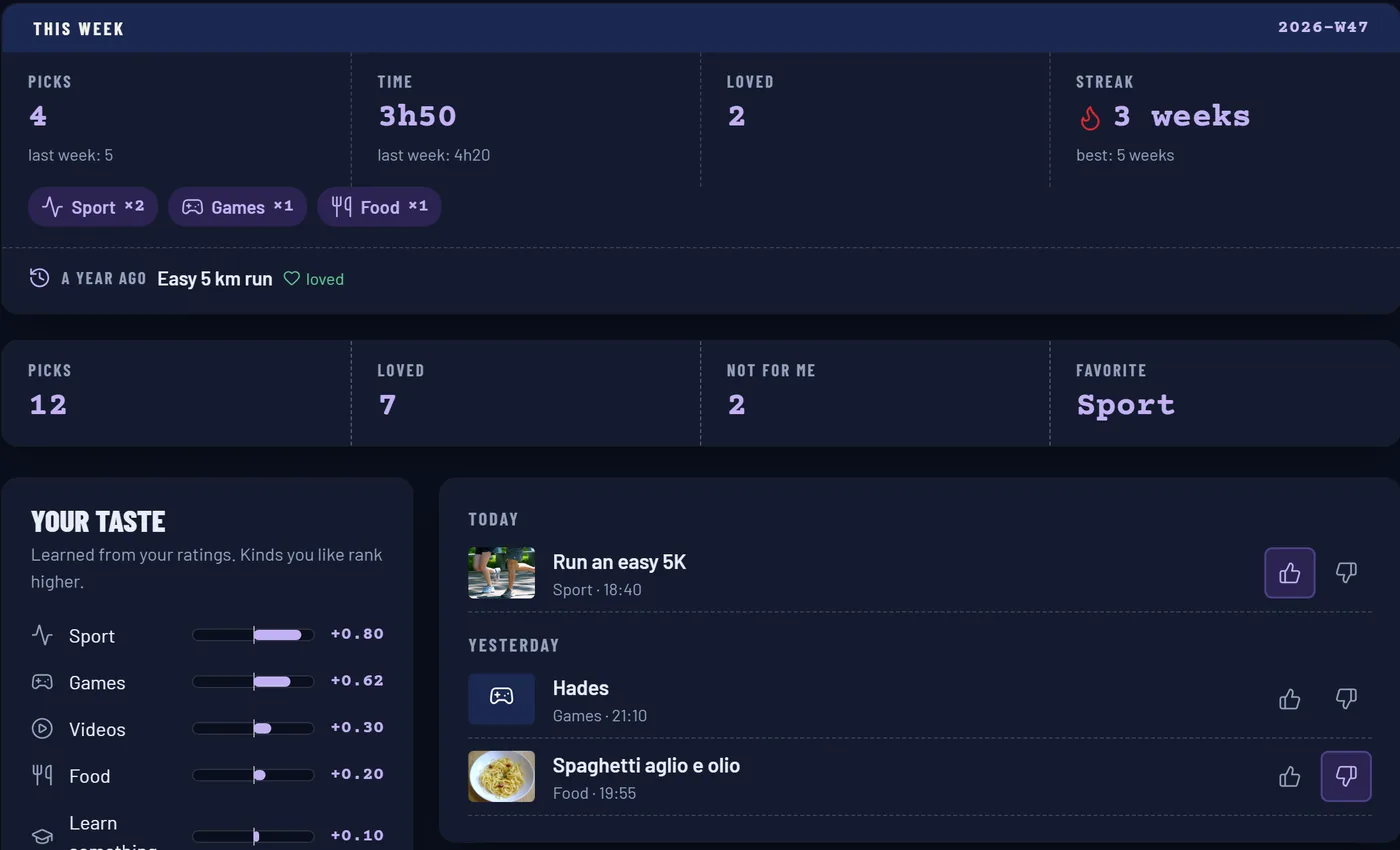 THIS WEEK
2026-W47
PICKS
4
last week: 5
TIME
3h50
last week: 4h20
LOVED
2
STREAK
3 weeks
best: 5 weeks
Sport ×2
Games ×1
Food ×1
A YEAR AGO Easy 5 km run loved
PICKS
12
LOVED
7
NOT FOR ME
2
FAVORITE
Sport
YOUR TASTE
Learned from your ratings. Kinds you like rank
higher.
Sport +0.80
Games +0.62
Videos +0.30
Food +0.20
Learn
+0.10
TODAY
Run an easy 5K
Sport · 18:40
YESTERDAY
Hades
Games · 21:10
Spaghetti aglio e olio
Food · 19:55